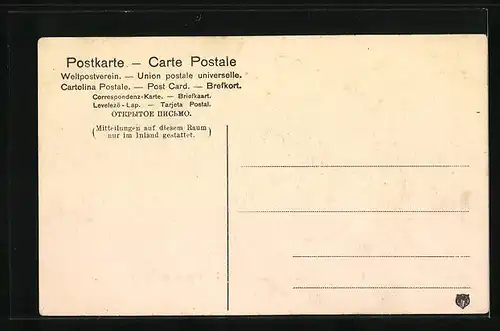 Postkarte – Carte Postale
Weltpostverein. — Union postale universelle.
Cartolina Postale. — Post Card. — Brefkort.
Correspondenz-Karte. — Briefkaart.
Levelező-Lap. — Tarjeta Postal.
ОТКРЫТОЕ ПИСЬМО.
(Mitteilungen auf diesem Raum
nur im Inland gestattet.)